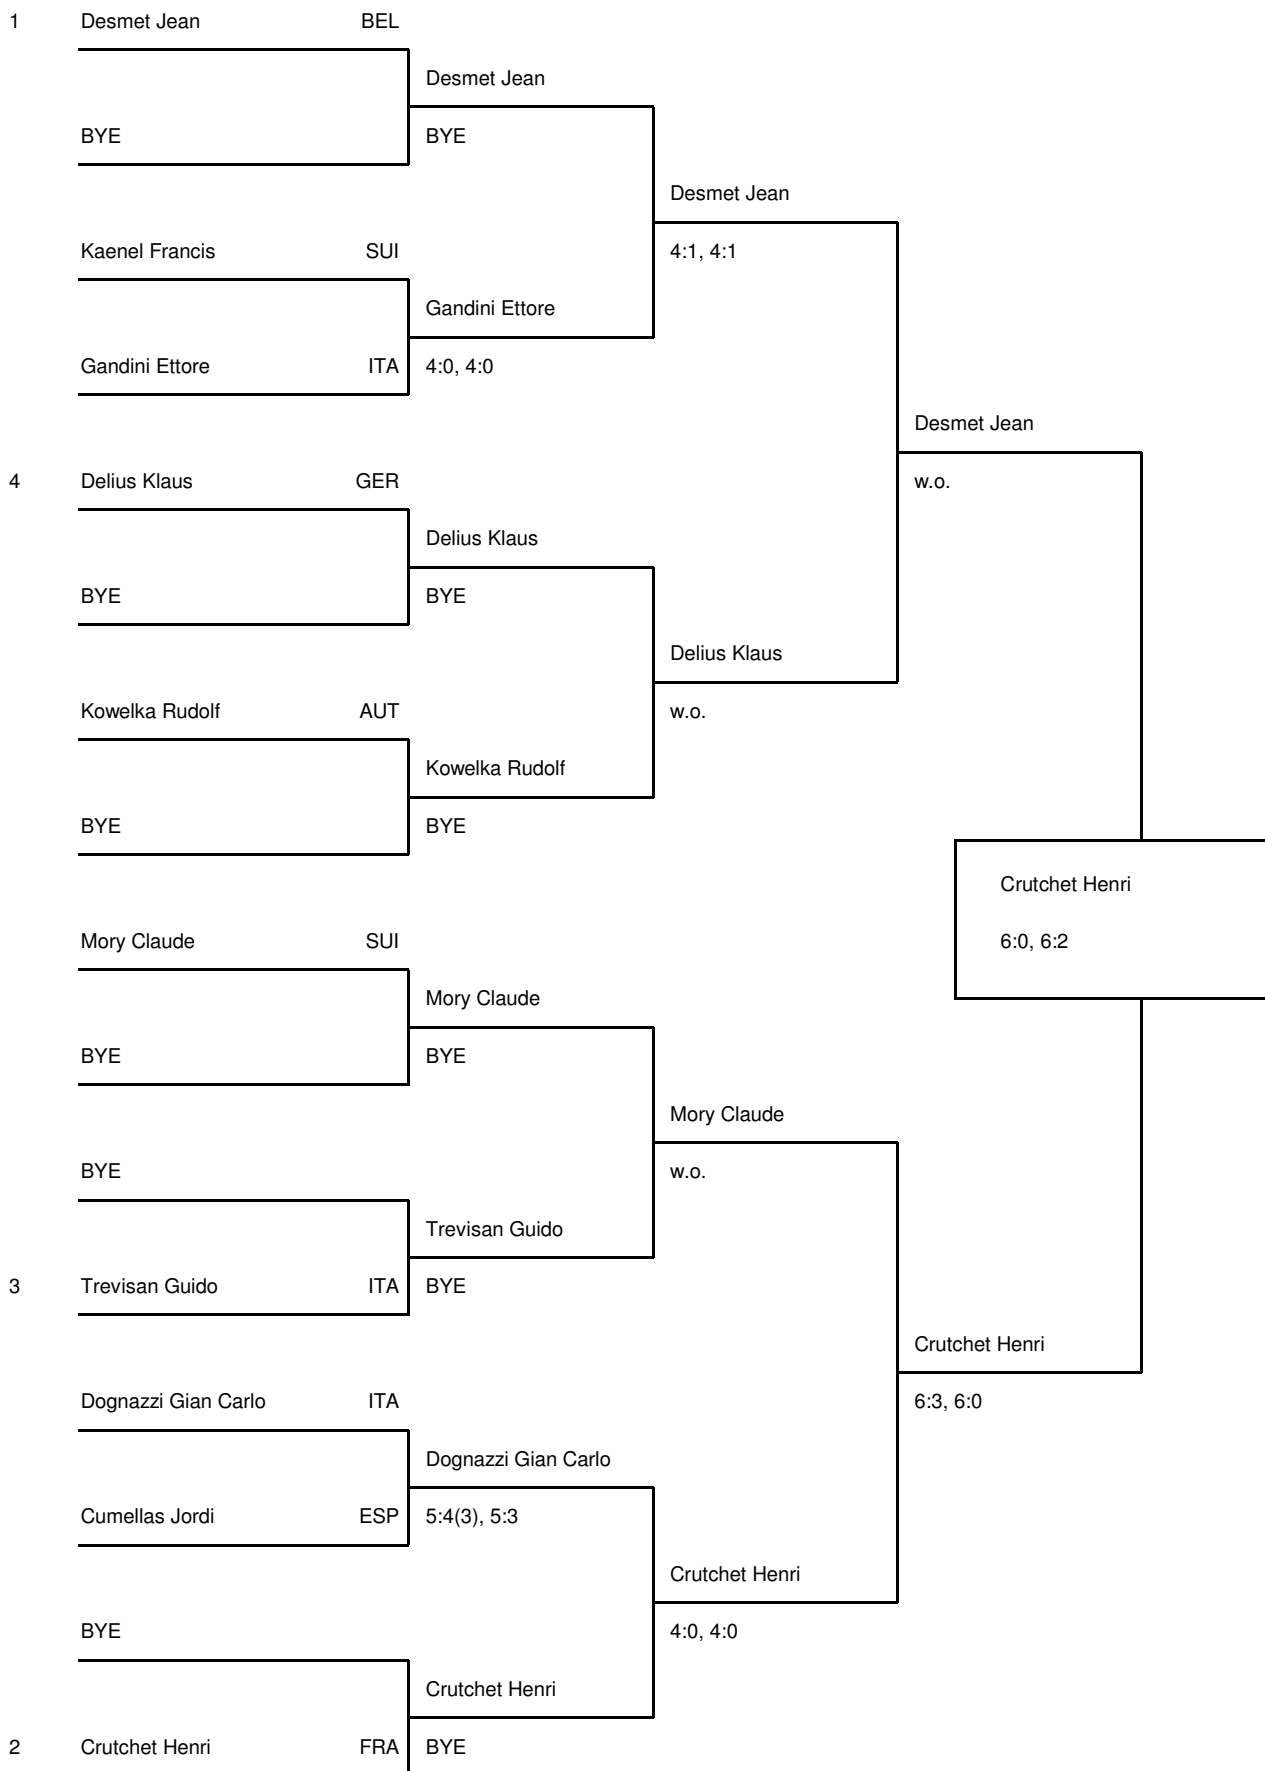 1 Desmet Jean BEL
Desmet Jean
BYE BYE
Desmet Jean
Kaenel Francis SUI 4:1, 4:1
Gandini Ettore
Gandini Ettore ITA 4:0, 4:0
Desmet Jean
4 Delius Klaus GER w.o.
Delius Klaus
BYE BYE
Delius Klaus
Kowelka Rudolf AUT w.o.
Kowelka Rudolf
BYE BYE
Crutchet Henri
Mory Claude SUI 6:0, 6:2
Mory Claude
BYE BYE
Mory Claude
BYE w.o.
Trevisan Guido
3 Trevisan Guido ITA BYE
Crutchet Henri
Dognazzi Gian Carlo ITA 6:3, 6:0
Dognazzi Gian Carlo
Cumellas Jordi ESP 5:4(3), 5:3
Crutchet Henri
BYE 4:0, 4:0
Crutchet Henri
2 Crutchet Henri FRA BYE